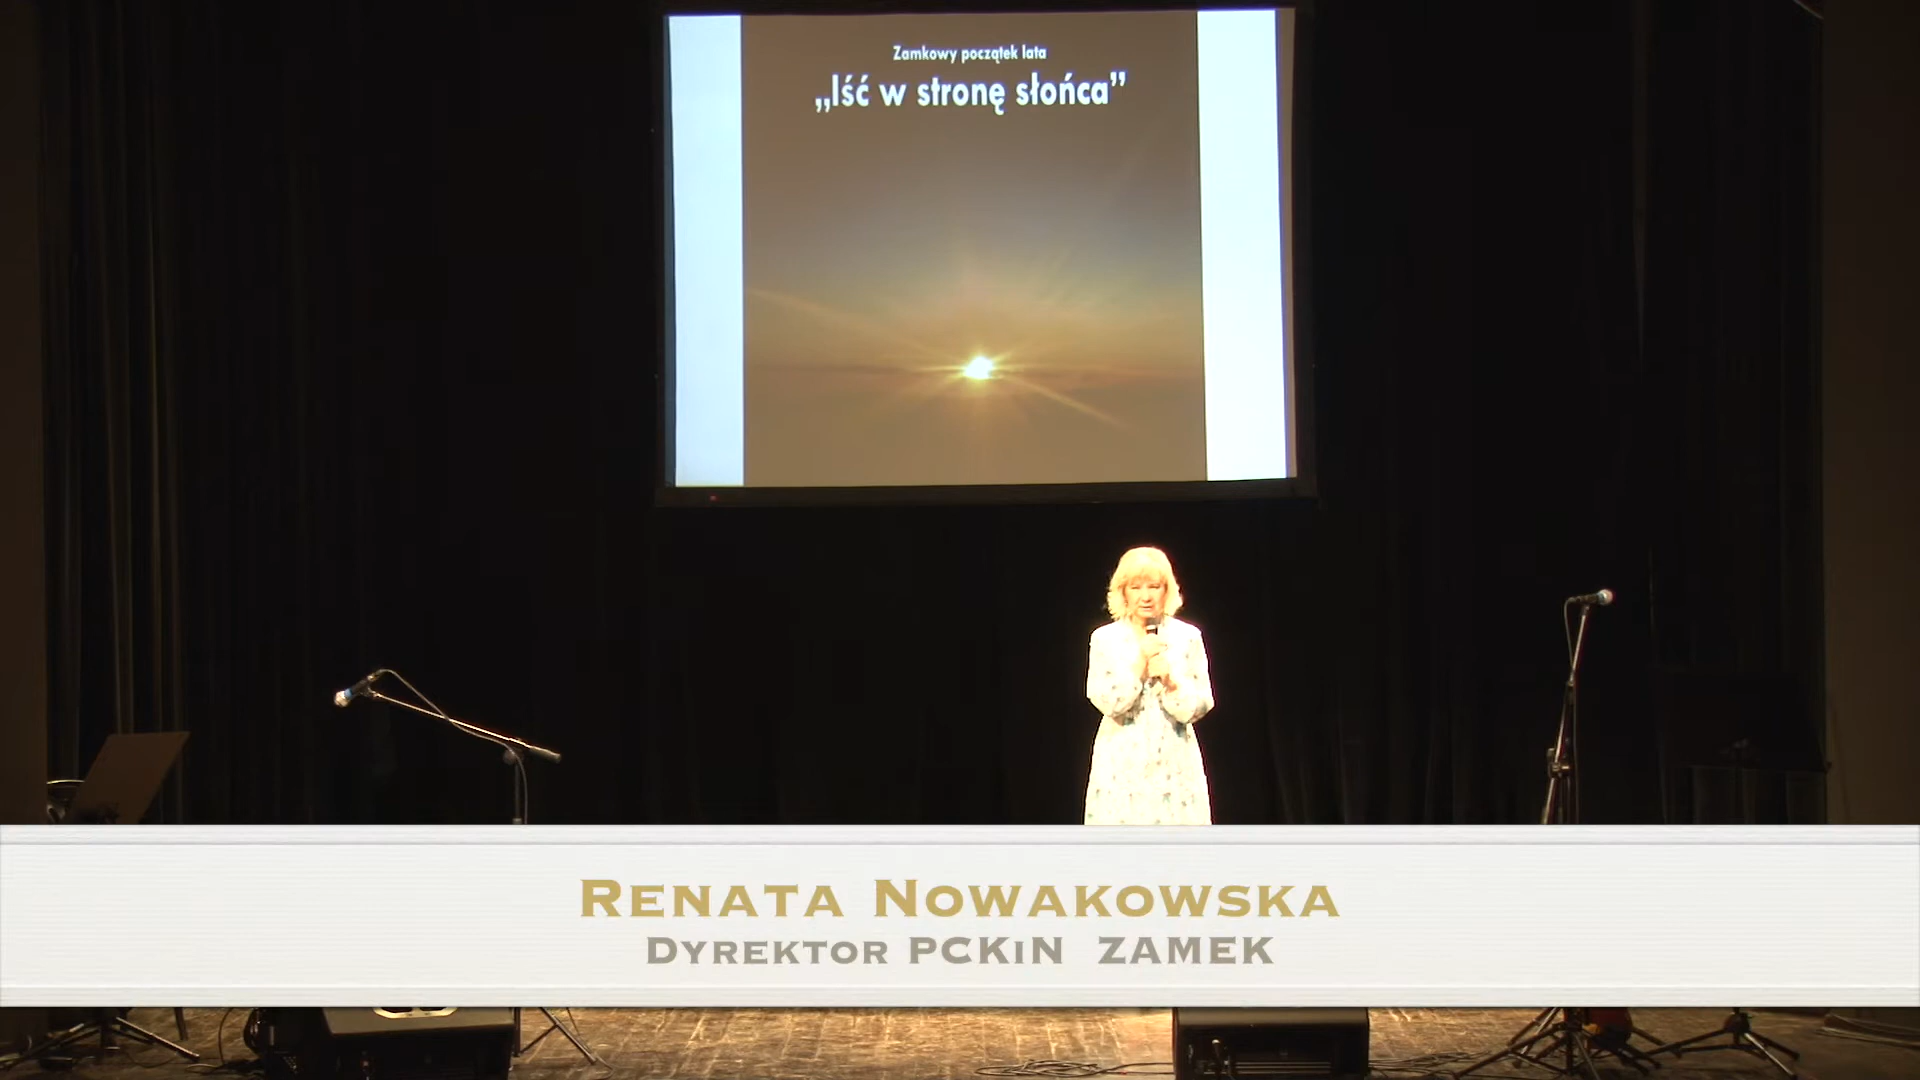 Zamkowy początek lata
„Iść w stronę słońca”
Renata Nowakowska
Dyrektor PCKiN ZAMEK